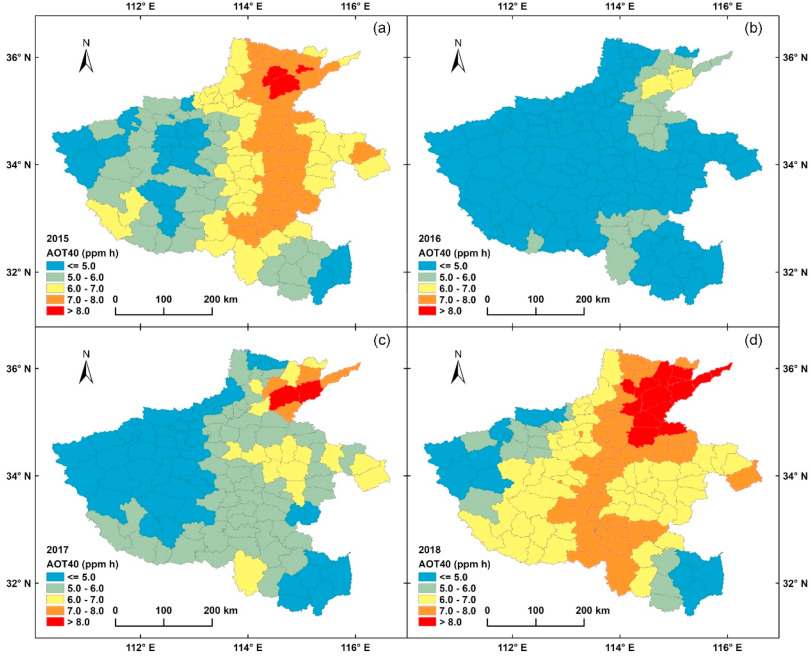 112° E 114° E 116° E 112° E 114° E 116° E
(a) (b)
N N
36° N 36° N
34° N 34° N
32° N 32° N
2015 2016
AOT40 (ppm h) AOT40 (ppm h)
<= 5.0 <= 5.0
5.0 - 6.0 5.0 - 6.0
6.0 - 7.0 6.0 - 7.0
7.0 - 8.0 7.0 - 8.0
> 8.0 > 8.0
0 100 200 km 0 100 200 km
(c) (d)
N N
36° N 36° N
34° N 34° N
32° N 32° N
2017 2018
AOT40 (ppm h) AOT40 (ppm h)
<= 5.0 <= 5.0
5.0 - 6.0 5.0 - 6.0
6.0 - 7.0 6.0 - 7.0
7.0 - 8.0 7.0 - 8.0
> 8.0 > 8.0
0 100 200 km 0 100 200 km
112° E 114° E 116° E 112° E 114° E 116° E